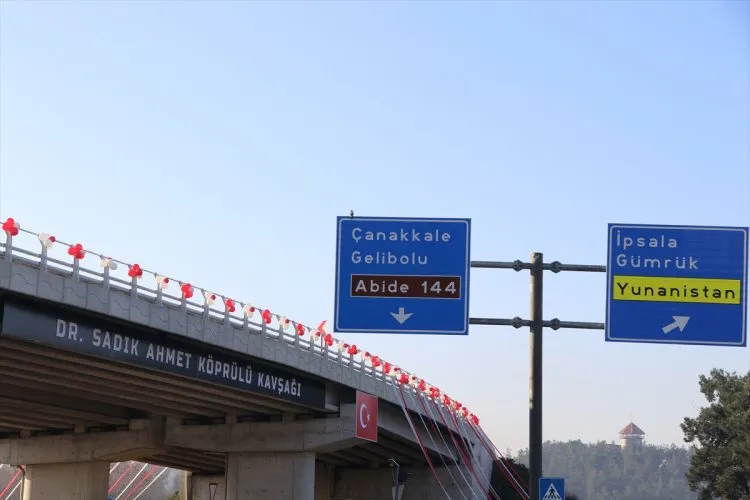 Çanakkale
Gelibolu
Abide 144
İpsala
Gümrük
Yunanistan
DR. SADIK AHMET KÖPRÜLÜ KAVŞAĞI